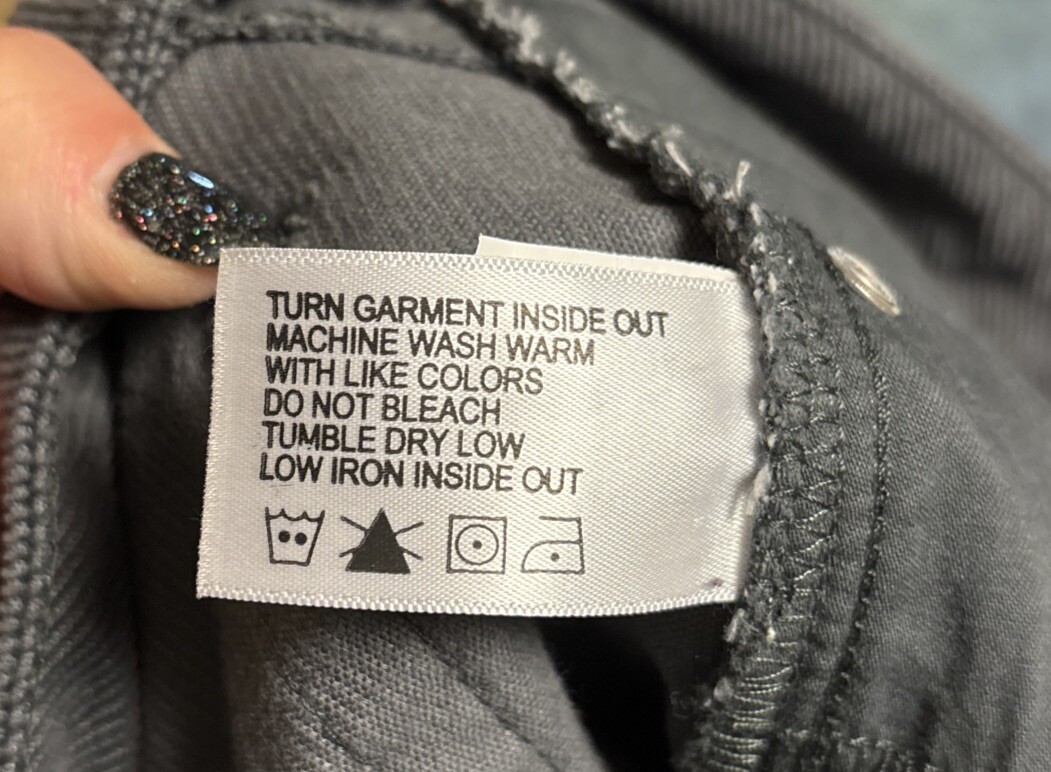 TURN GARMENT INSIDE OUT
MACHINE WASH WARM
WITH LIKE COLORS
DO NOT BLEACH
TUMBLE DRY LOW
LOW IRON INSIDE OUT